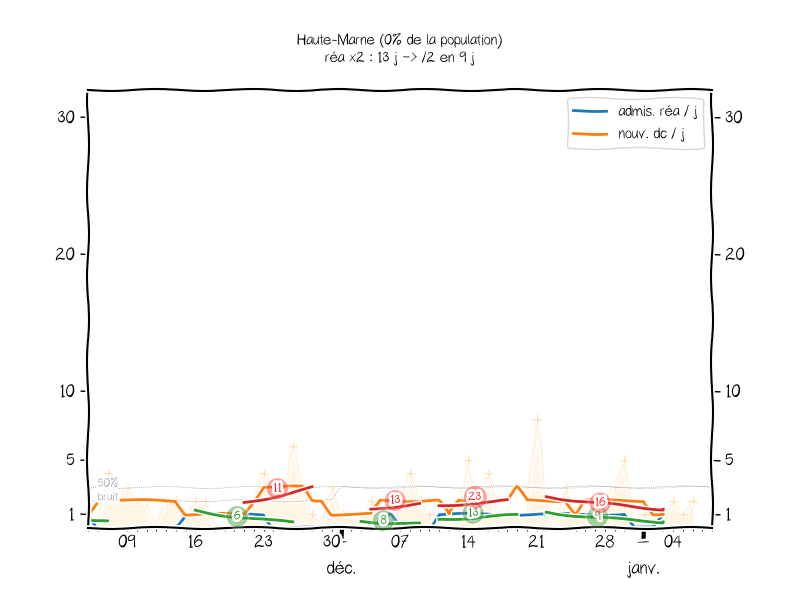 Haute-Marne (0% de la population)
réa x2 : 13 j -> /2 en 9 j
admis. réa / j
nouv. dc / j
30 30
20 20
10 10
5 5
1 1
50%
bruit
11 13 23 16
6 8 13 9
09 16 23 30 07 14 21 28 04
déc. janv.